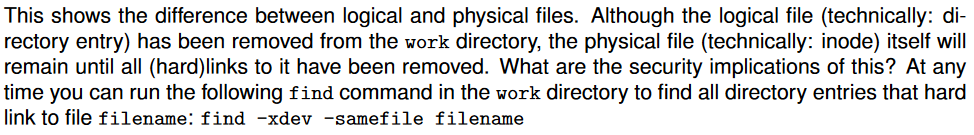 This shows the difference between logical and physical files. Although the logical file (technically: di-
rectory entry) has been removed from the work directory, the physical file (technically: inode) itself will
remain until all (hard)links to it have been removed. What are the security implications of this? At any
time you can run the following find command in the work directory to find all directory entries that hard
link to file filename: find -xdev -samefile filename